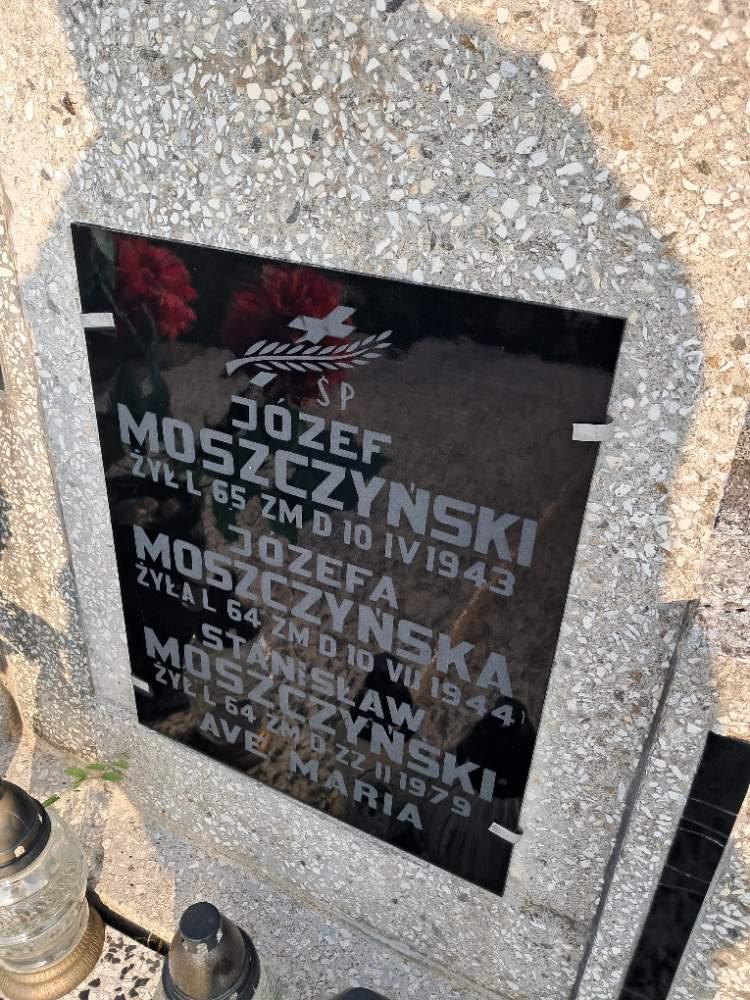 ŚP
JÓZEF
MOSZCZYŃSKI
ŻYŁ L 65 ZM D 10 IV 1943
JÓZEFA
MOSZCZYŃSKA
ŻYŁA L 64 ZM D 10 VII 1944
STANISŁAW
MOSZCZYŃSKI
ŻYŁ L 64 ZM D 22 II 1979
AVE MARIA